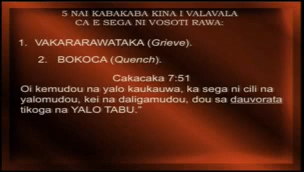 5 NAI KABAKABA KINA I VALAVALA
CA E SEGA NI VOSOTI RAWA:
1. VAKARARAWATAKA (Grieve).
2. BOKOCA (Quench).
Cakacaka 7:51
Oi kemudou na yalo kaukauwa, ka sega ni cili na
yalomudou, kei na daligamudou, dou sa dauvorata
tikoga na YALO TABU."